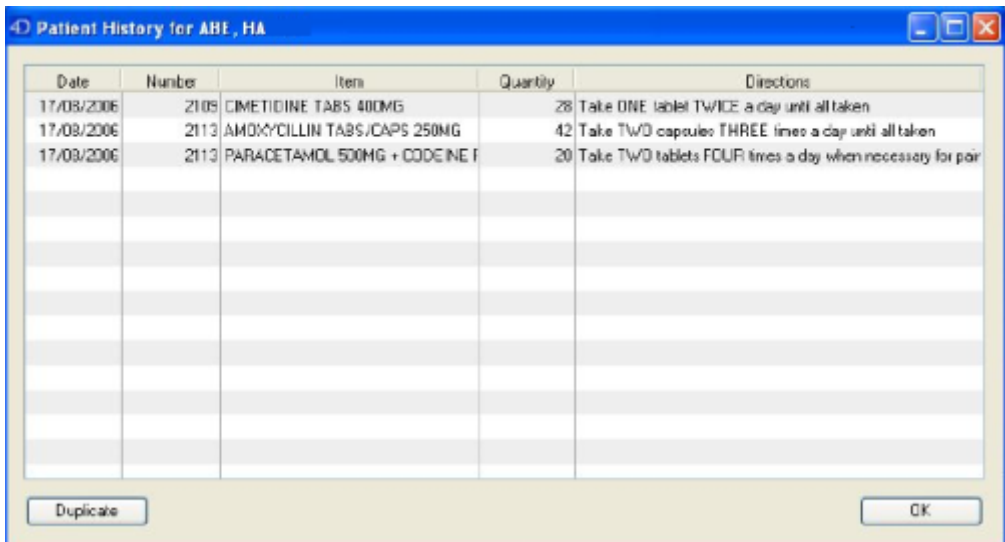 Patient History for ABE, HA
Date Number Item Quantity Directions
17/08/2006 2109 CIMETIDINE TABS 400MG 28 Take ONE tablet TWICE a day until all taken
17/08/2006 2113 AMOXYCILLIN TABS/CAPS 250MG 42 Take TWO capsules THREE times a day until all taken
17/08/2006 2113 PARACETAMOL 500MG + CODEINE F 20 Take TWO tablets FOUR times a day when necessary for pain
Duplicate OK